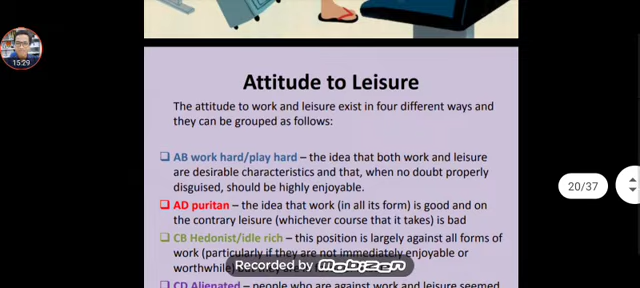 15:29
Attitude to Leisure
The attitude to work and leisure exist in four different ways and
they can be grouped as follows:
AB work hard/play hard – the idea that both work and leisure
are desirable characteristics and that, when no doubt properly
disguised, should be highly enjoyable.
AD puritan – the idea that work (in all its form) is good and on
the contrary leisure (whichever course that it takes) is bad
CB Hedonist/idle rich – this position is largely against all forms of
work (particularly if they are not immediately enjoyable or
worthwhile)
CD Alienated – people who are against work and leisure seemed
20/37
Recorded by MOBIZEN